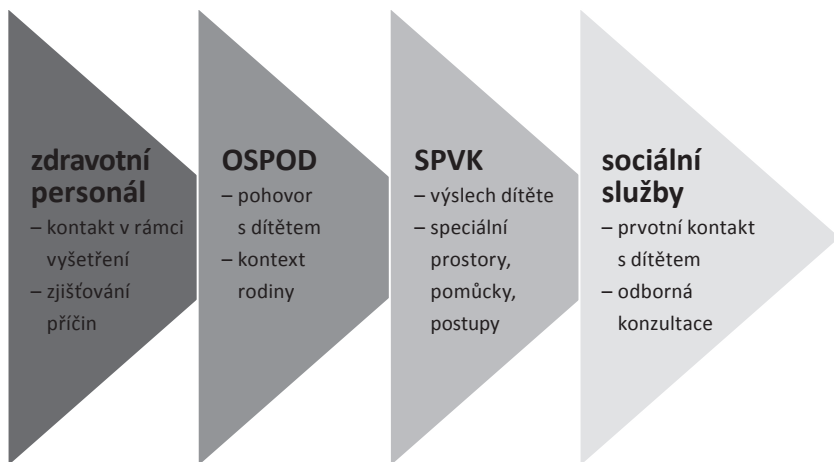 zdravotní
personál
– kontakt v rámci
vyšetření
– zjišťování
příčin
OSPOD
– pohovor
s dítětem
– kontext
rodiny
SPVK
– výslech dítěte
– speciální
prostory,
pomůcky,
postupy
sociální
služby
– prvotní kontakt
s dítětem
– odborná
konzultace